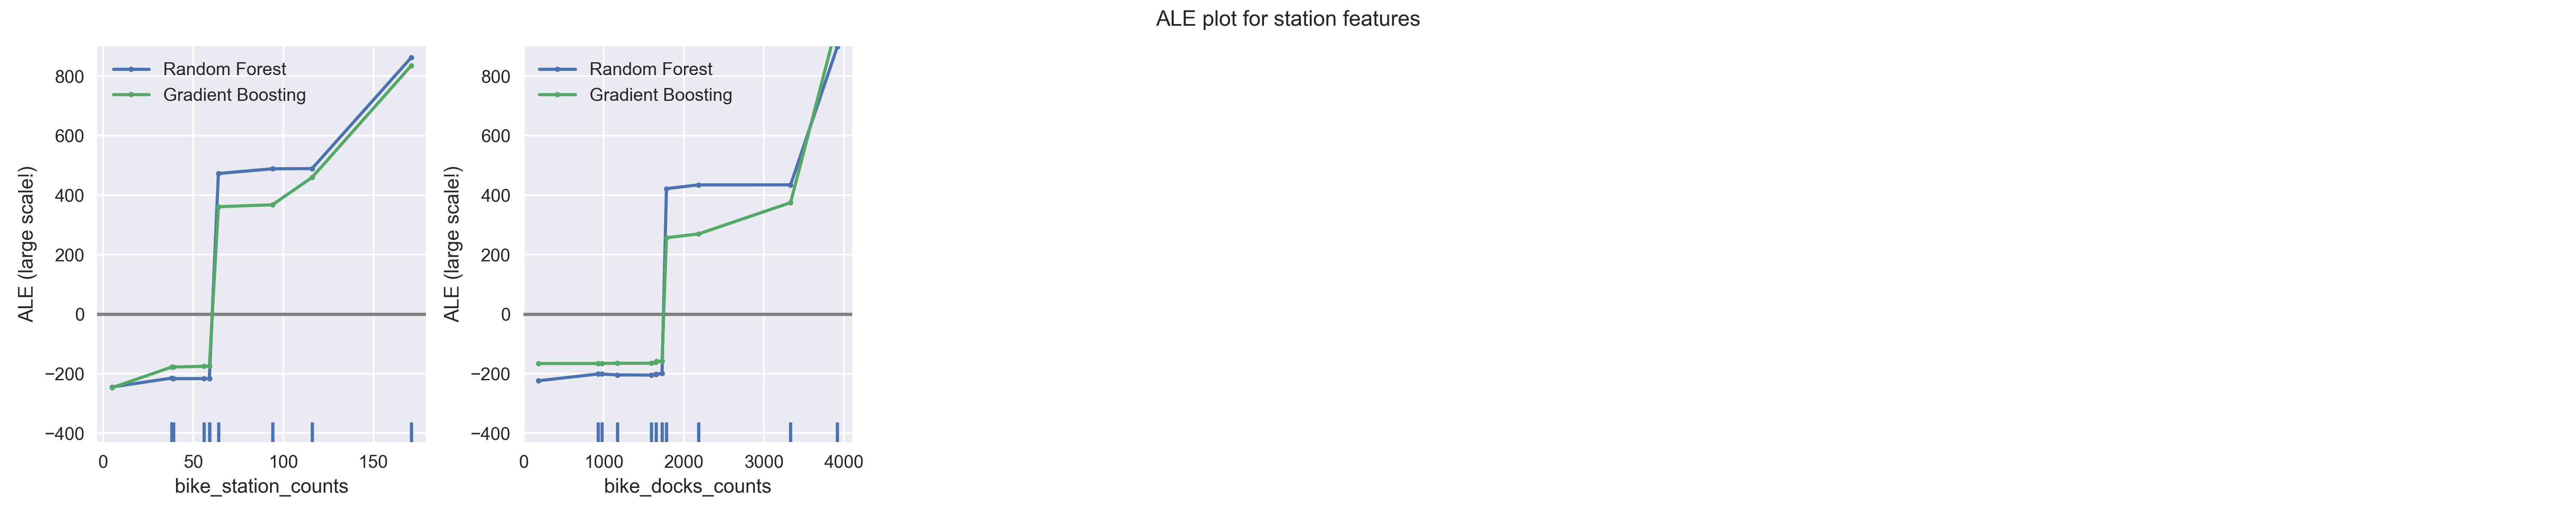 ALE plot for station features
Random Forest
Gradient Boosting
800
600
400
200
0
−200
−400
ALE (large scale!)
0
50
100
150
bike_station_counts
Random Forest
Gradient Boosting
800
600
400
200
0
−200
−400
ALE (large scale!)
0
1000
2000
3000
4000
bike_docks_counts